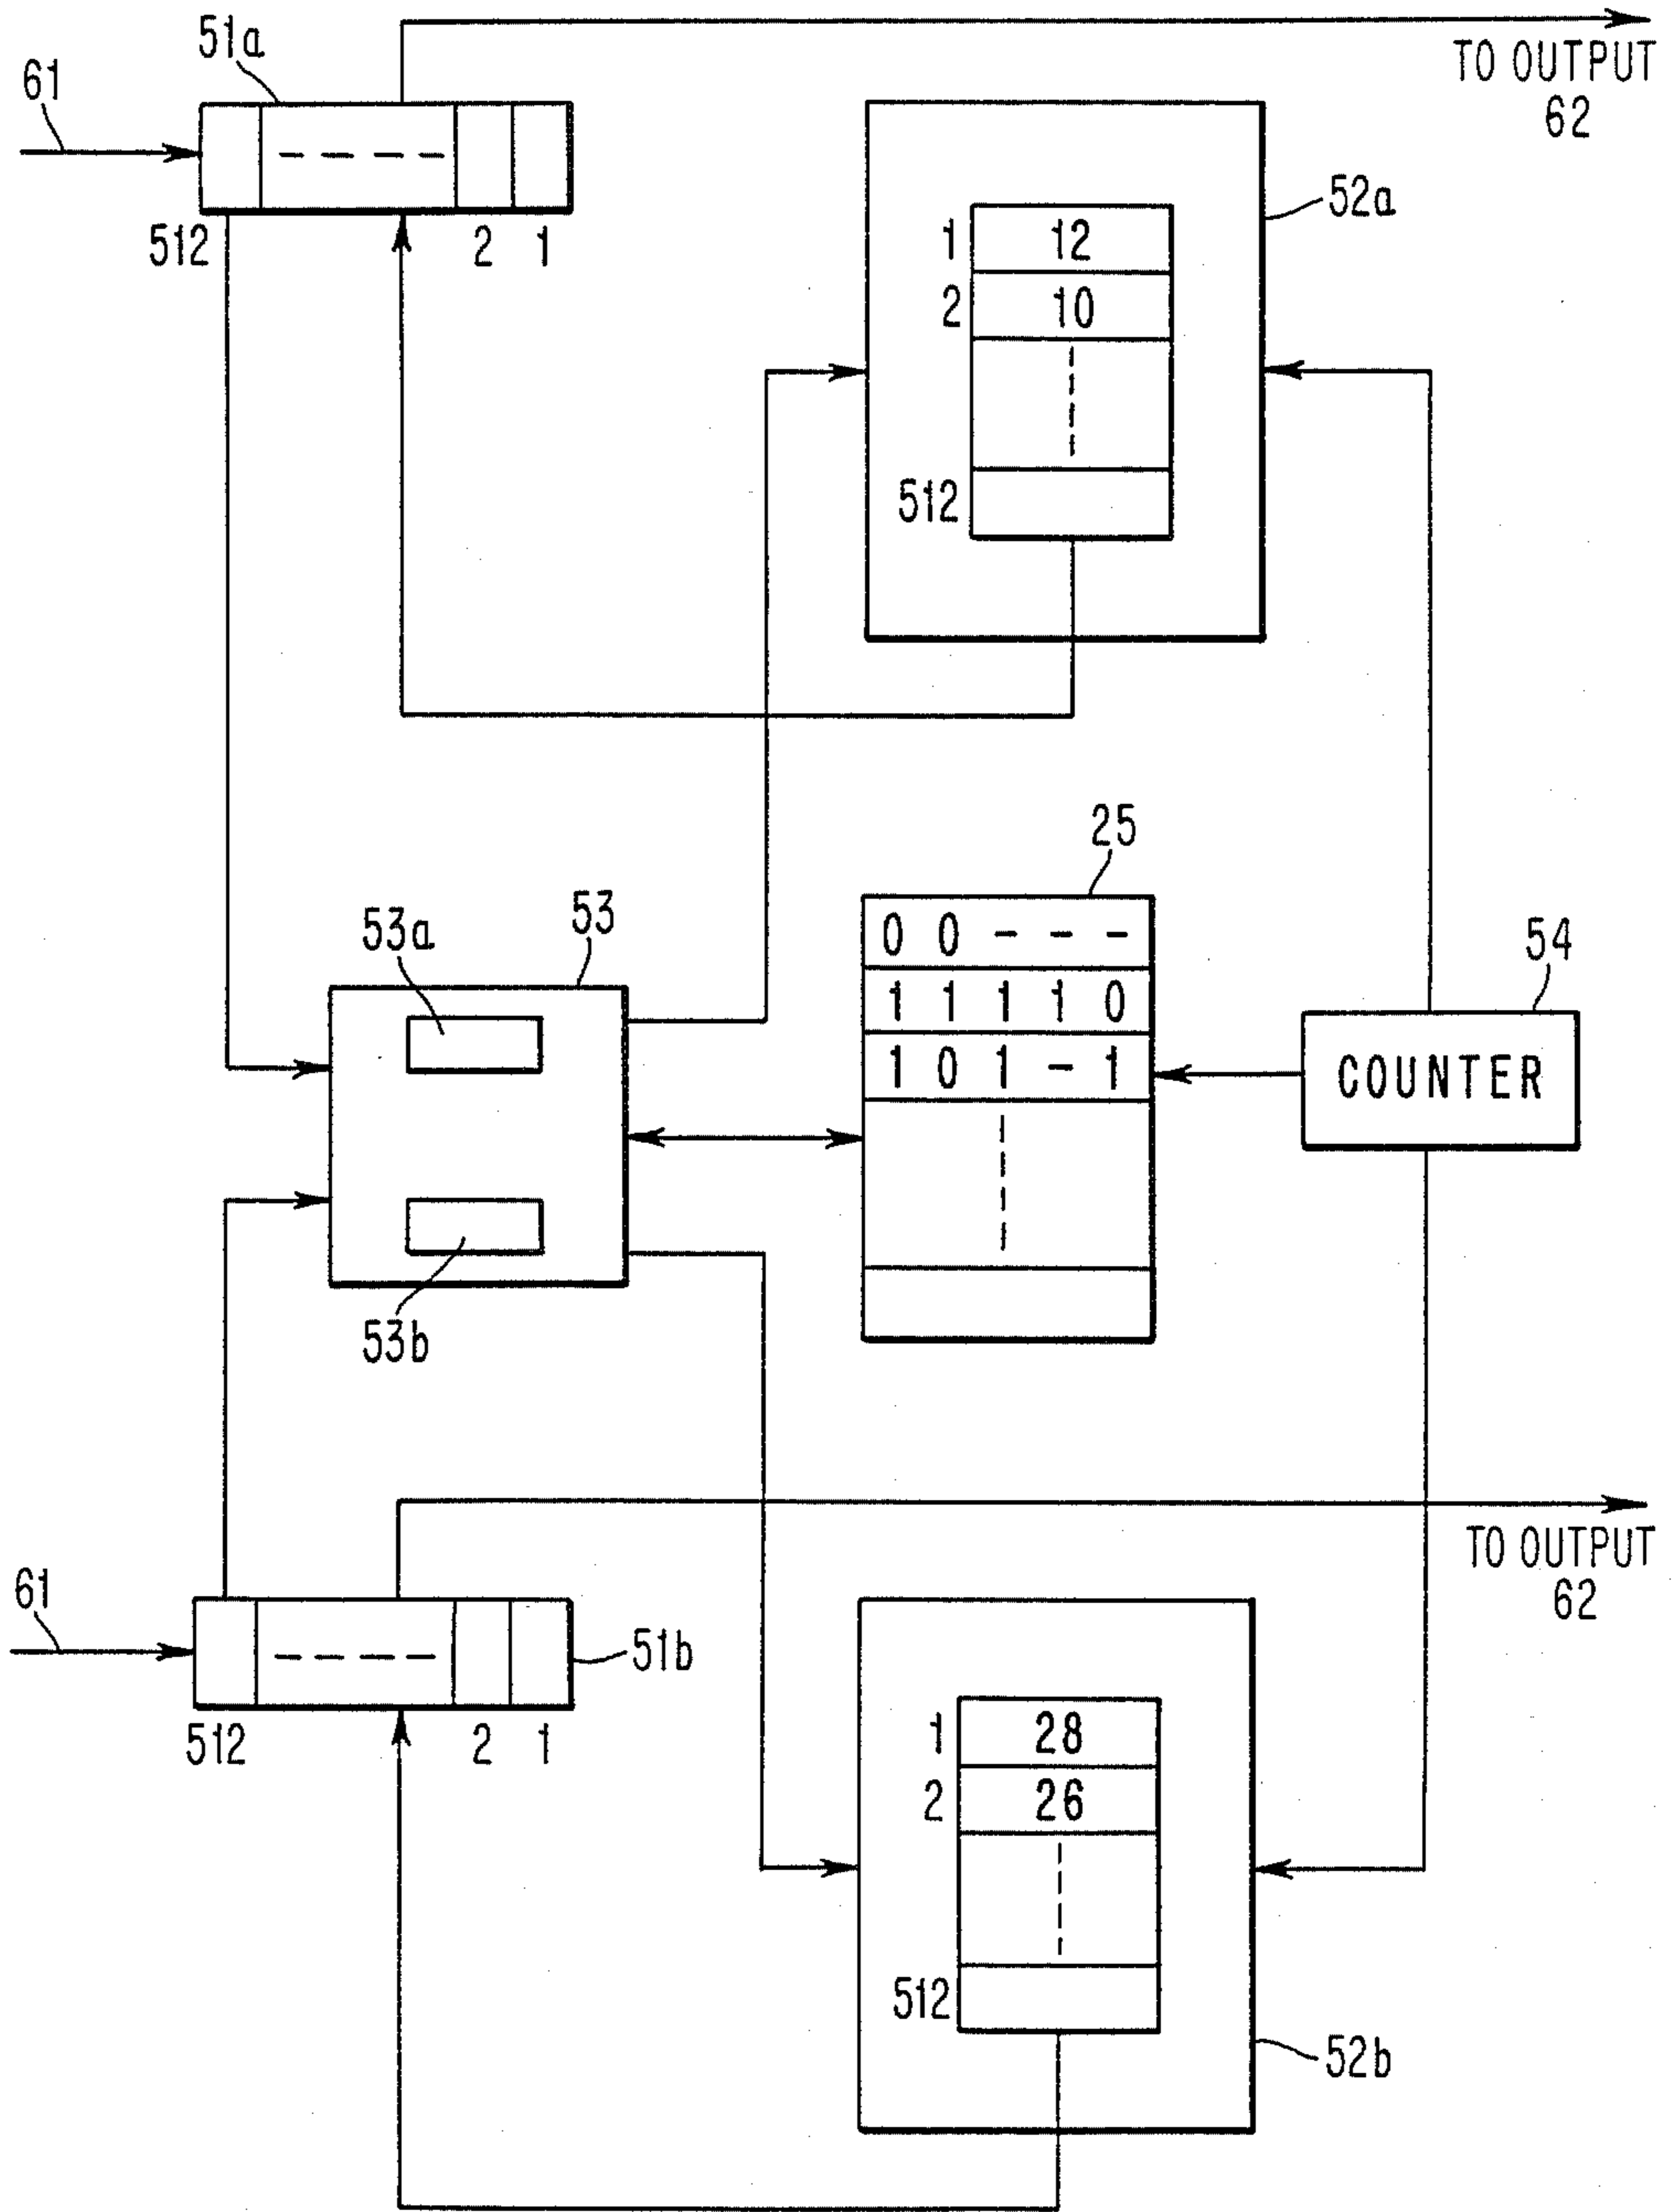 51a
61
TO OUTPUT
62
512 2 1
52a
1 12
2 10
512
25
0 0 - - -
1 1 1 1 0
1 0 1 - 1
53a
53
54
COUNTER
53b
TO OUTPUT
62
61
51b
512 2 1
1 28
2 26
512
52b